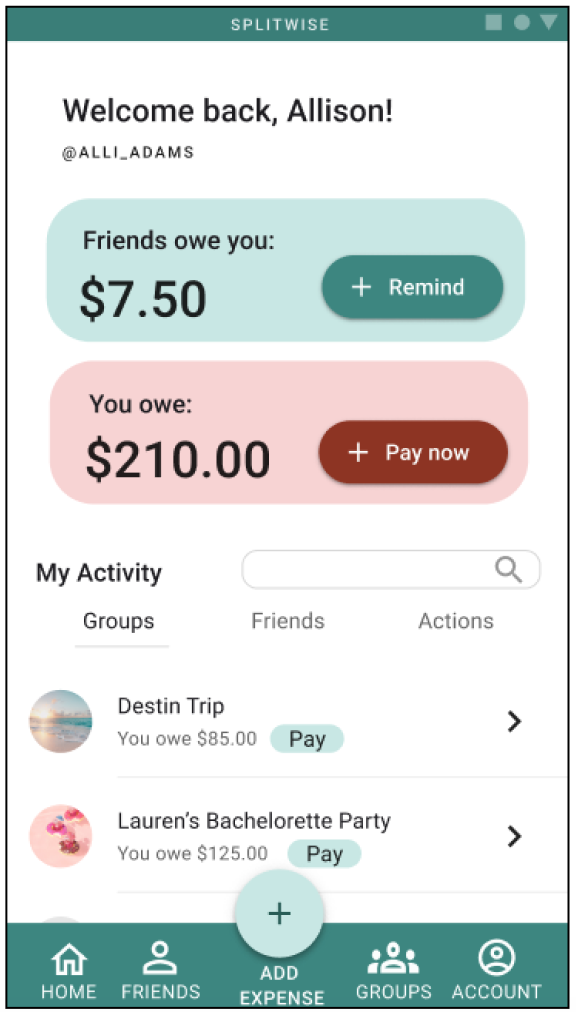 SPLITWISE
Welcome back, Allison!
@ALLI_ADAMS
Friends owe you:
$7.50
+ Remind
You owe:
$210.00
+ Pay now
My Activity
Groups Friends Actions
Destin Trip
You owe $85.00 Pay
Lauren’s Bachelorette Party
You owe $125.00 Pay
+
HOME FRIENDS ADD EXPENSE GROUPS ACCOUNT